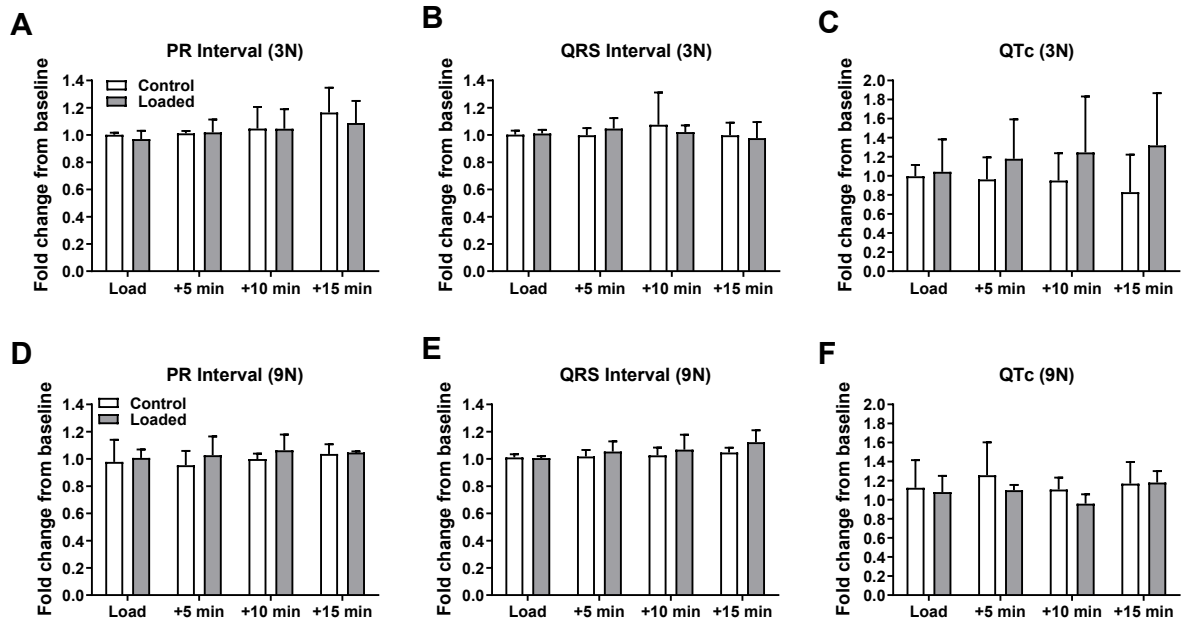 A
PR Interval (3N)
Fold change from baseline
1.4
1.2
1.0
0.8
0.6
0.4
0.2
0.0
Control
Loaded
Load +5 min +10 min +15 min
B
QRS Interval (3N)
Fold change from baseline
1.4
1.2
1.0
0.8
0.6
0.4
0.2
0.0
Load +5 min +10 min +15 min
C
QTc (3N)
Fold change from baseline
2.0
1.8
1.6
1.4
1.2
1.0
0.8
0.6
0.4
0.2
0.0
Load +5 min +10 min +15 min
D
PR Interval (9N)
Fold change from baseline
1.4
1.2
1.0
0.8
0.6
0.4
0.2
0.0
Control
Loaded
Load +5 min +10 min +15 min
E
QRS Interval (9N)
Fold change from baseline
1.4
1.2
1.0
0.8
0.6
0.4
0.2
0.0
Load +5 min +10 min +15 min
F
QTc (9N)
Fold change from baseline
2.0
1.8
1.6
1.4
1.2
1.0
0.8
0.6
0.4
0.2
0.0
Load +5 min +10 min +15 min